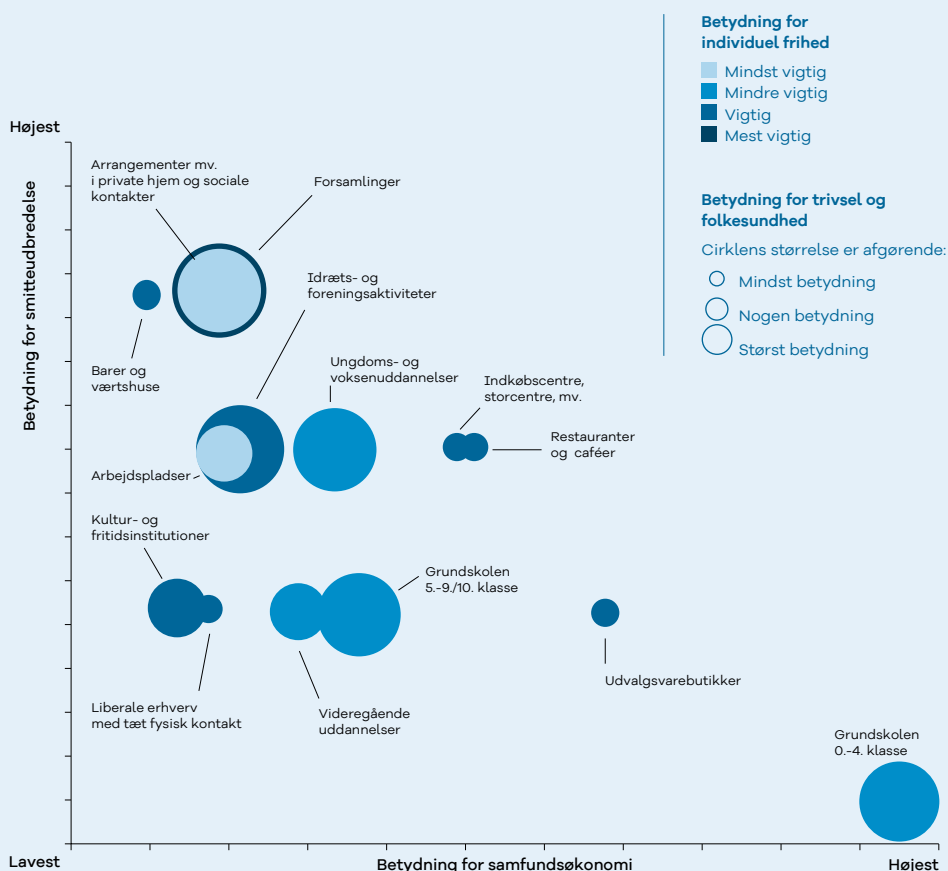 Betydning for
individuel frihed
Mindst vigtig
Mindre vigtig
Vigtig
Mest vigtig
Betydning for trivsel og
folkesundhed
Cirklens størrelse er afgørende:
Mindst betydning
Nogen betydning
Størst betydning
Højest
Betydning for smitteudbredelse
Arrangementer mv.
i private hjem og sociale
kontakter
Forsamlinger
Idræts- og
foreningsaktiviteter
Barer og
værtshuse
Ungdoms- og
voksenuddannelser
Indkøbscentre,
storcentre, mv.
Restauranter
og caféer
Arbejdspladser
Kultur- og
fritidsinstitutioner
Grundskolen
5.-9./10. klasse
Liberale erhverv
med tæt fysisk kontakt
Videregående
uddannelser
Udvalgsvarebutikker
Grundskolen
0.-4. klasse
Lavest
Betydning for samfundsøkonomi
Højest